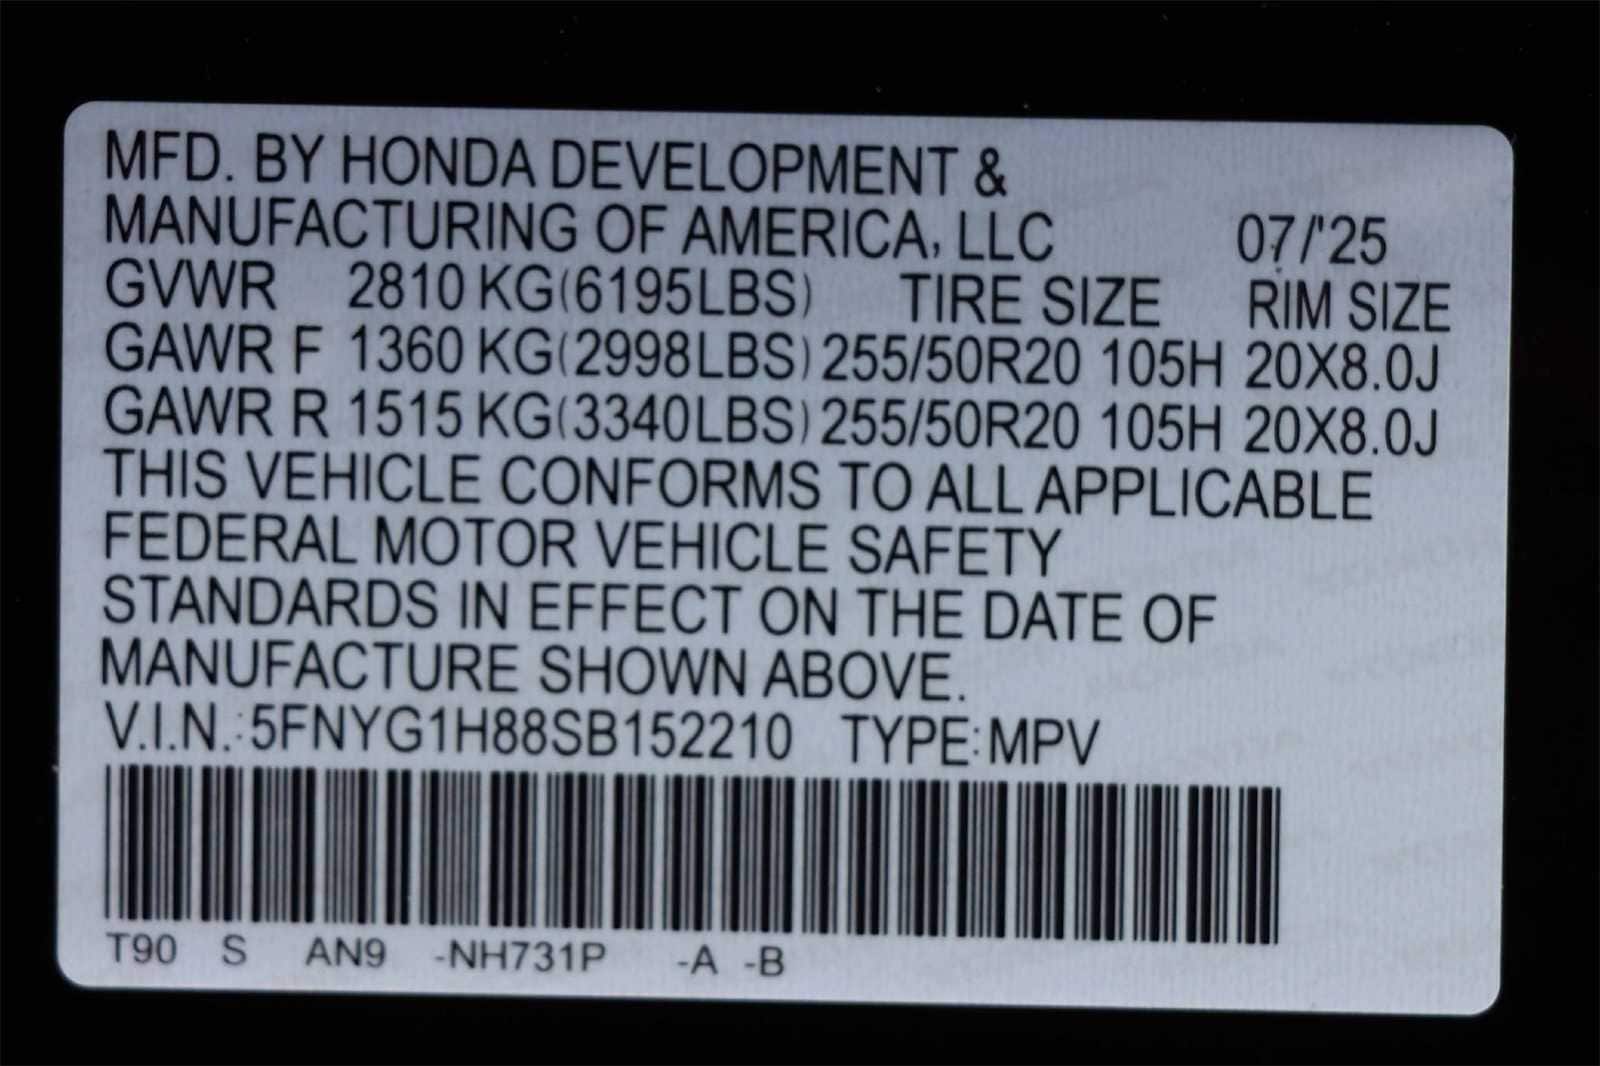 MFD. BY HONDA DEVELOPMENT &
MANUFACTURING OF AMERICA, LLC 07/'25
GVWR 2810 KG(6195LBS) TIRE SIZE RIM SIZE
GAWR F 1360 KG(2998LBS) 255/50R20 105H 20X8.0J
GAWR R 1515 KG(3340LBS) 255/50R20 105H 20X8.0J
THIS VEHICLE CONFORMS TO ALL APPLICABLE
FEDERAL MOTOR VEHICLE SAFETY
STANDARDS IN EFFECT ON THE DATE OF
MANUFACTURE SHOWN ABOVE.
V.I.N.:5FNYG1H88SB152210 TYPE:MPV
T90 S AN9 -NH731P -A -B